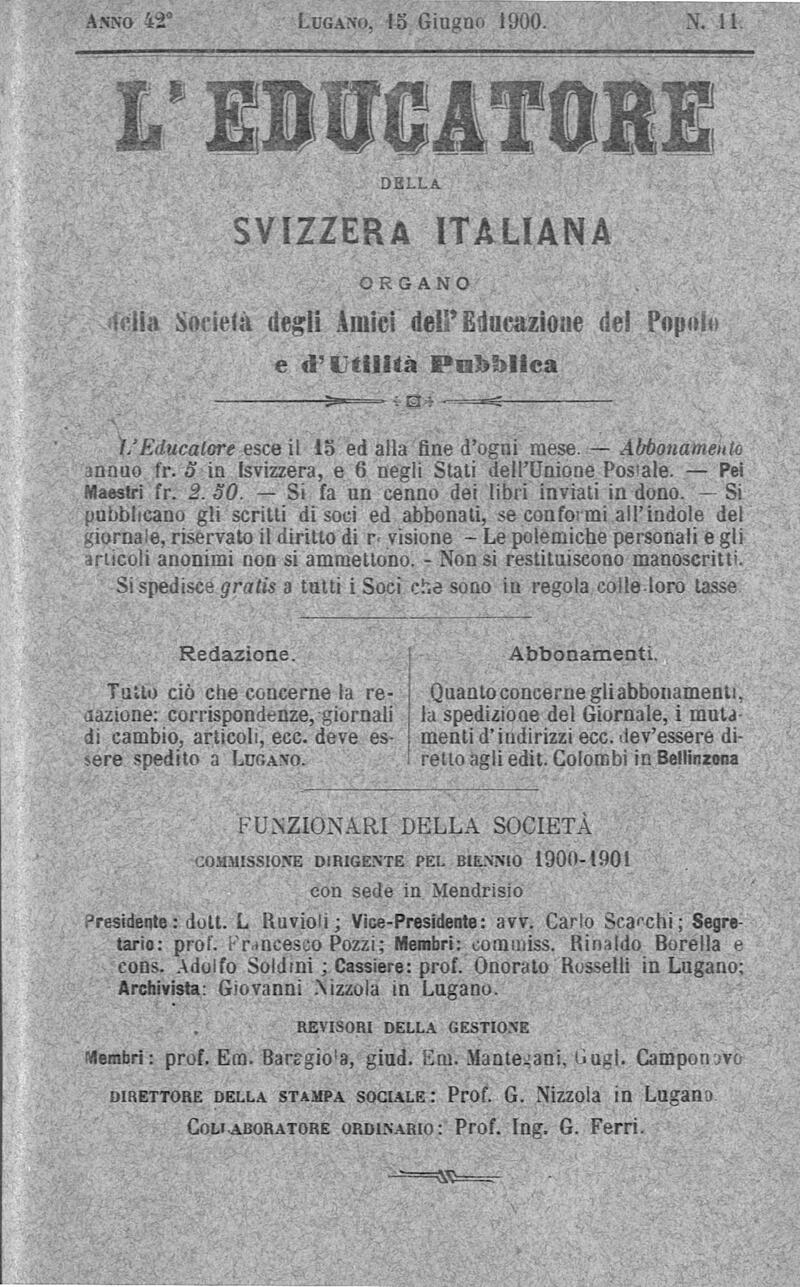 ANNO 42° LUGANO, 15 Giugno 1900. N. 11.
L'EDUCATORE
DELLA
SVIZZERA ITALIANA
ORGANO
della Società degli Amici dell'Educazione del Popolo
e d'Utilità Pubblica
L'Educatore esce il 15 ed alla fine d'ogni mese. — Abbonamento
annuo fr. 5 in Isvizzera, e 6 negli Stati dell'Unione Postale. — Pei
Maestri fr. 2.50. — Si fa un cenno dei libri inviati in dono. — Si
pubblicano gli scritti di soci ed abbonati, se conformi all'indole del
giornale, riservato il diritto di r visione – Le polemiche personali e gli
articoli anonimi non si ammettono. - Non si restituiscono manoscritti.
Si spedisce gratis a tutti i Soci che sono in regola colle loro tasse
Redazione.
Tutto ciò che concerne la re-
dazione: corrispondenze, giornali
di cambio, articoli, ecc. deve es-
sere spedito a LUGANO.
Abbonamenti.
Quanto concerne gli abbonamenti,
la spedizione del Giornale, i muta-
menti d'indirizzi ecc. dev'essere di-
retto agli edit. Colombi in Bellinzona
FUNZIONARI DELLA SOCIETÀ
COMMISSIONE DIRIGENTE PEL BIENNIO 1900-1901
con sede in Mendrisio
Presidente: dott. L Ruvioli; Vice-Presidente: avv. Carlo Scacchi; Segre-
tario: prof. Francesco Pozzi; Membri: commiss. Rinaldo Borella e
cons. Adolfo Soldini; Cassiere: prof. Onorato Rosselli in Lugano;
Archivista: Giovanni Nizzola in Lugano.
REVISORI DELLA GESTIONE
Membri: prof. Em. Baragiola, giud. Em. Mantegani, Gugl. Camponovo
DIRETTORE DELLA STAMPA SOCIALE: Prof. G. Nizzola in Lugano
COLLABORATORE ORDINARIO: Prof. Ing. G. Ferri.